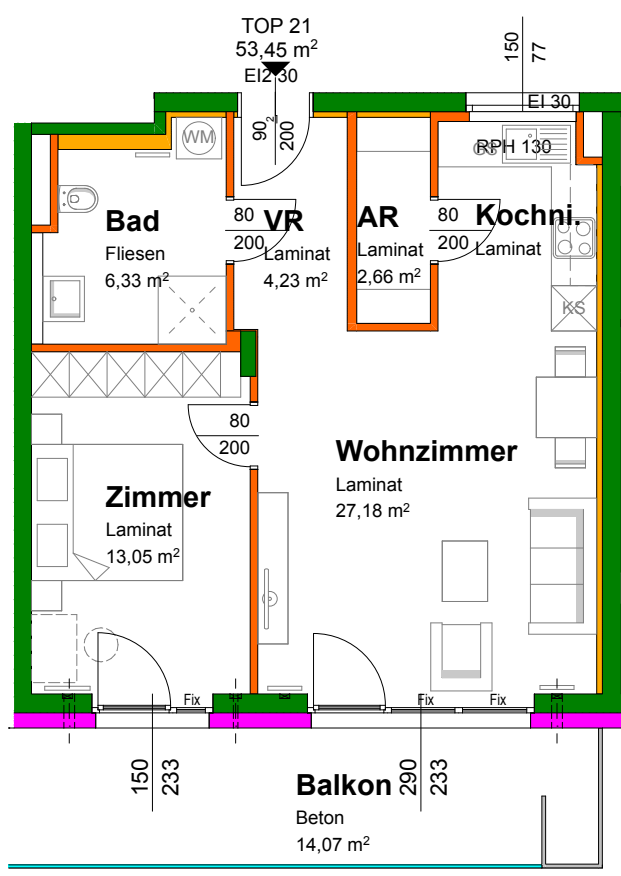 TOP 21
53,45 m²
EI2 30
150
77
EI 30
90
2
200
WM
GS
RPH 130
Bad
Fliesen
6,33 m²
80
200
VR
Laminat
4,23 m²
AR
Laminat
2,66 m²
80
200
Kochni.
Laminat
KS
80
200
Wohnzimmer
Laminat
27,18 m²
Zimmer
Laminat
13,05 m²
Fix
Fix
Fix
150
233
290
233
Balkon
Beton
14,07 m²